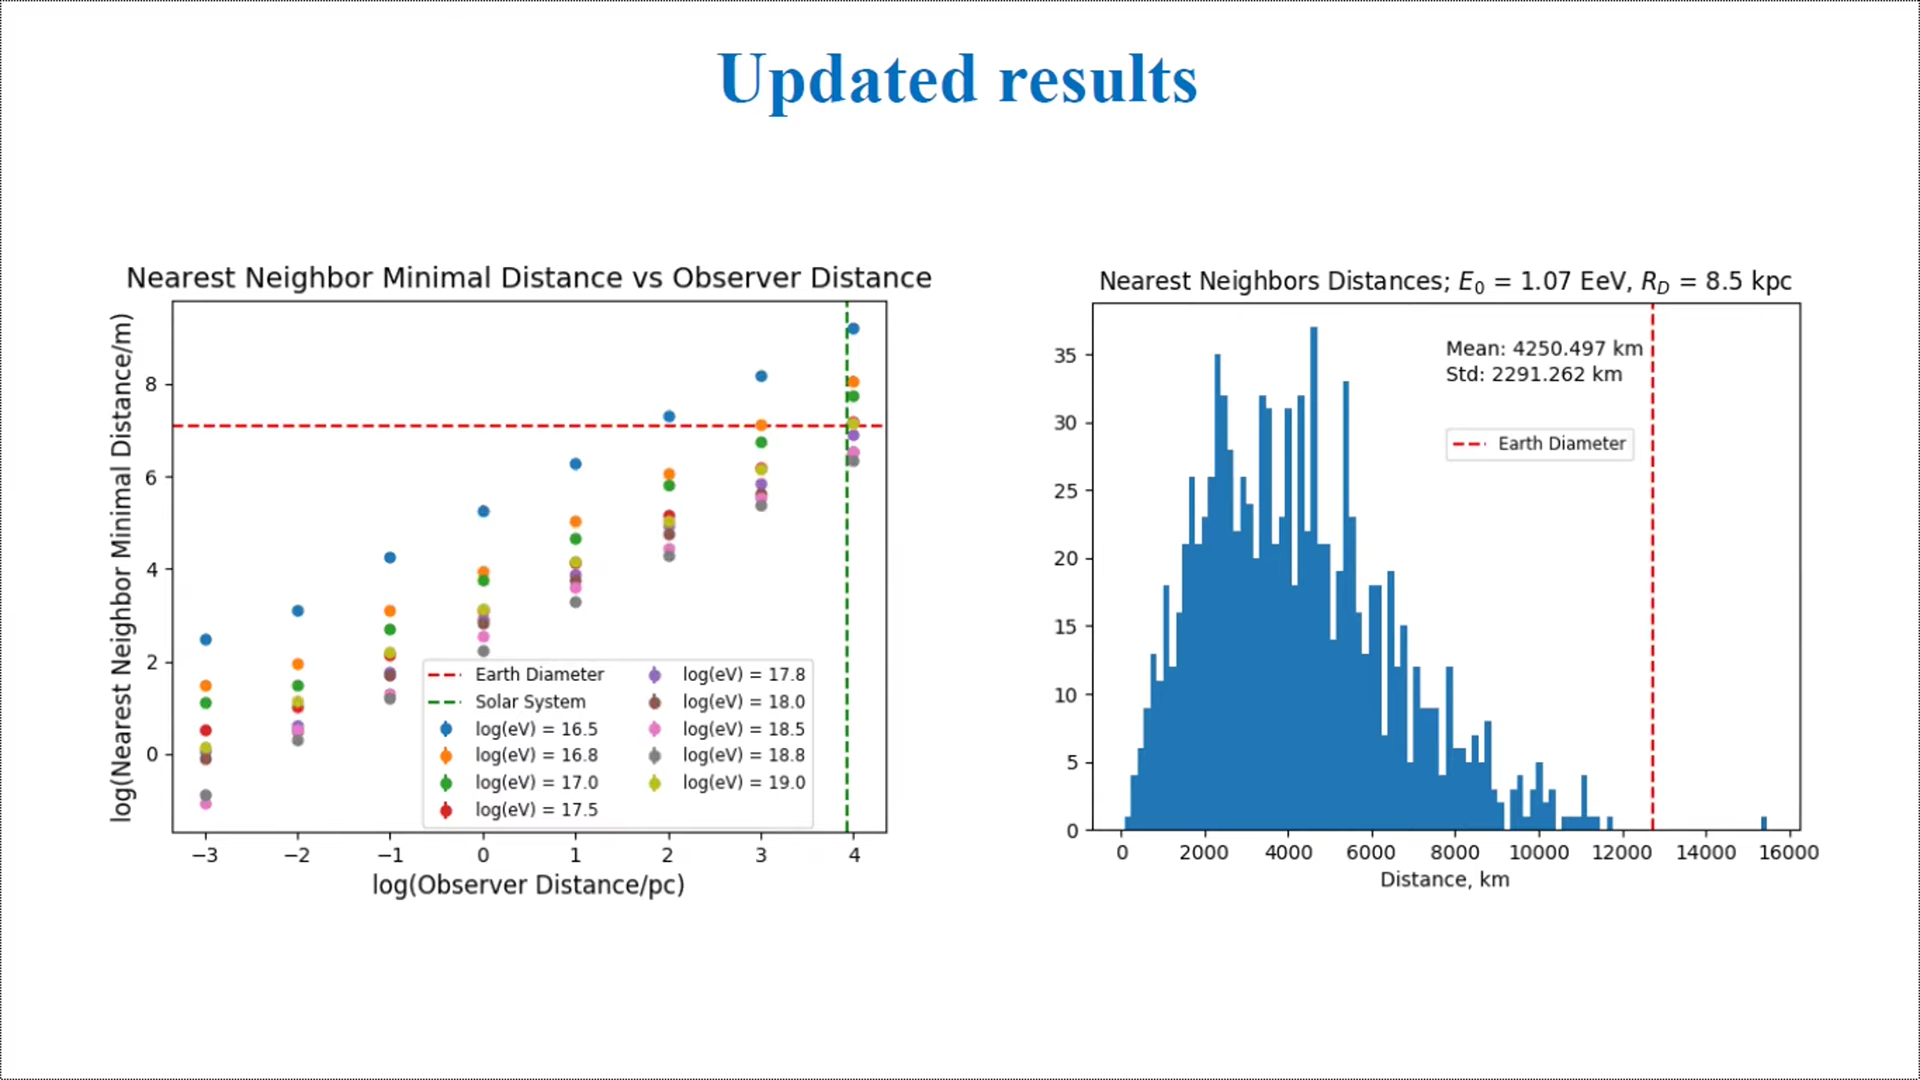 Updated results
Nearest Neighbor Minimal Distance vs Observer Distance
log(Nearest Neighbor Minimal Distance/m)
8
6
4
2
0
Earth Diameter
Solar System
log(eV) = 16.5
log(eV) = 16.8
log(eV) = 17.0
log(eV) = 17.5
log(eV) = 17.8
log(eV) = 18.0
log(eV) = 18.5
log(eV) = 18.8
log(eV) = 19.0
−3 −2 −1 0 1 2 3 4
log(Observer Distance/pc)
Nearest Neighbors Distances; E₀ = 1.07 EeV, R_D = 8.5 kpc
35
30
25
20
15
10
5
0
Mean: 4250.497 km
Std: 2291.262 km
Earth Diameter
0 2000 4000 6000 8000 10000 12000 14000 16000
Distance, km